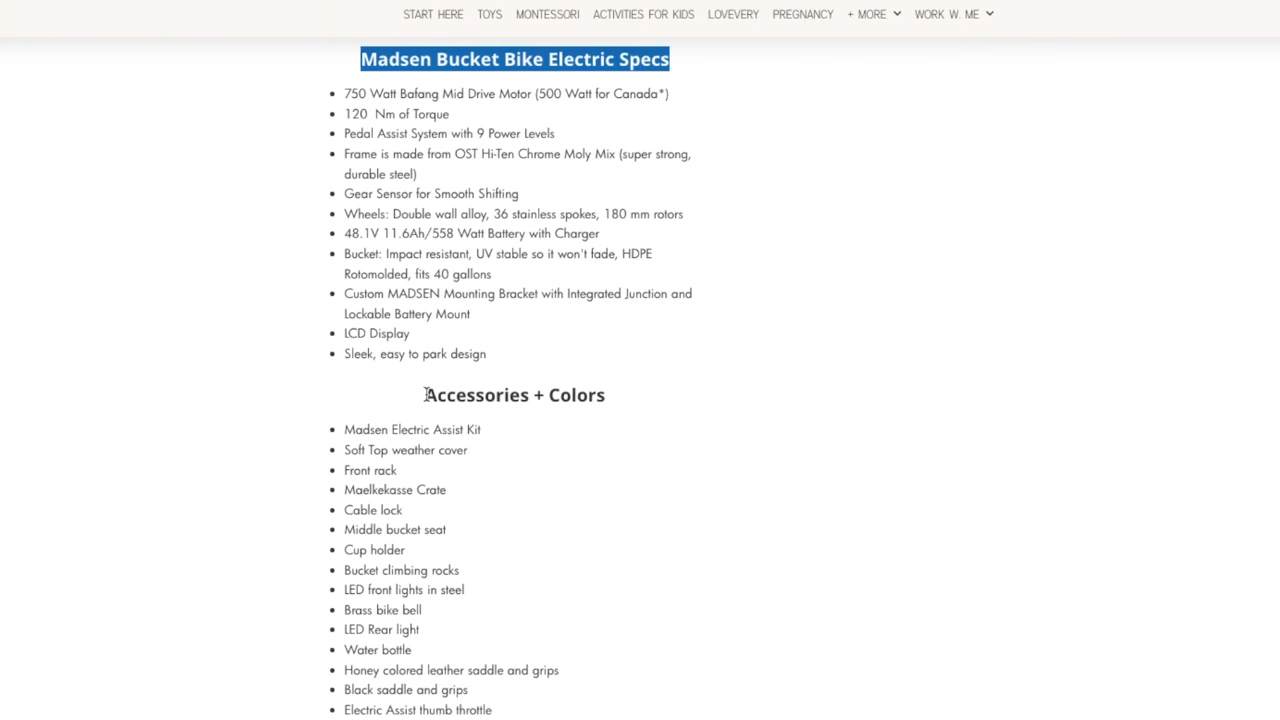 START HERE TOYS MONTESSORI ACTIVITIES FOR KIDS LOVEVERY PREGNANCY + MORE WORK W. ME
Madsen Bucket Bike Electric Specs
750 Watt Bafang Mid Drive Motor (500 Watt for Canada*)
120 Nm of Torque
Pedal Assist System with 9 Power Levels
Frame is made from OST Hi-Ten Chrome Moly Mix (super strong,
durable steel)
Gear Sensor for Smooth Shifting
Wheels: Double wall alloy, 36 stainless spokes, 180 mm rotors
48.1V 11.6Ah/558 Watt Battery with Charger
Bucket: Impact resistant, UV stable so it won't fade, HDPE
Rotomolded, fits 40 gallons
Custom MADSEN Mounting Bracket with Integrated Junction and
Lockable Battery Mount
LCD Display
Sleek, easy to park design
Accessories + Colors
Madsen Electric Assist Kit
Soft Top weather cover
Front rack
Maelkekasse Crate
Cable lock
Middle bucket seat
Cup holder
Bucket climbing rocks
LED front lights in steel
Brass bike bell
LED Rear light
Water bottle
Honey colored leather saddle and grips
Black saddle and grips
Electric Assist thumb throttle